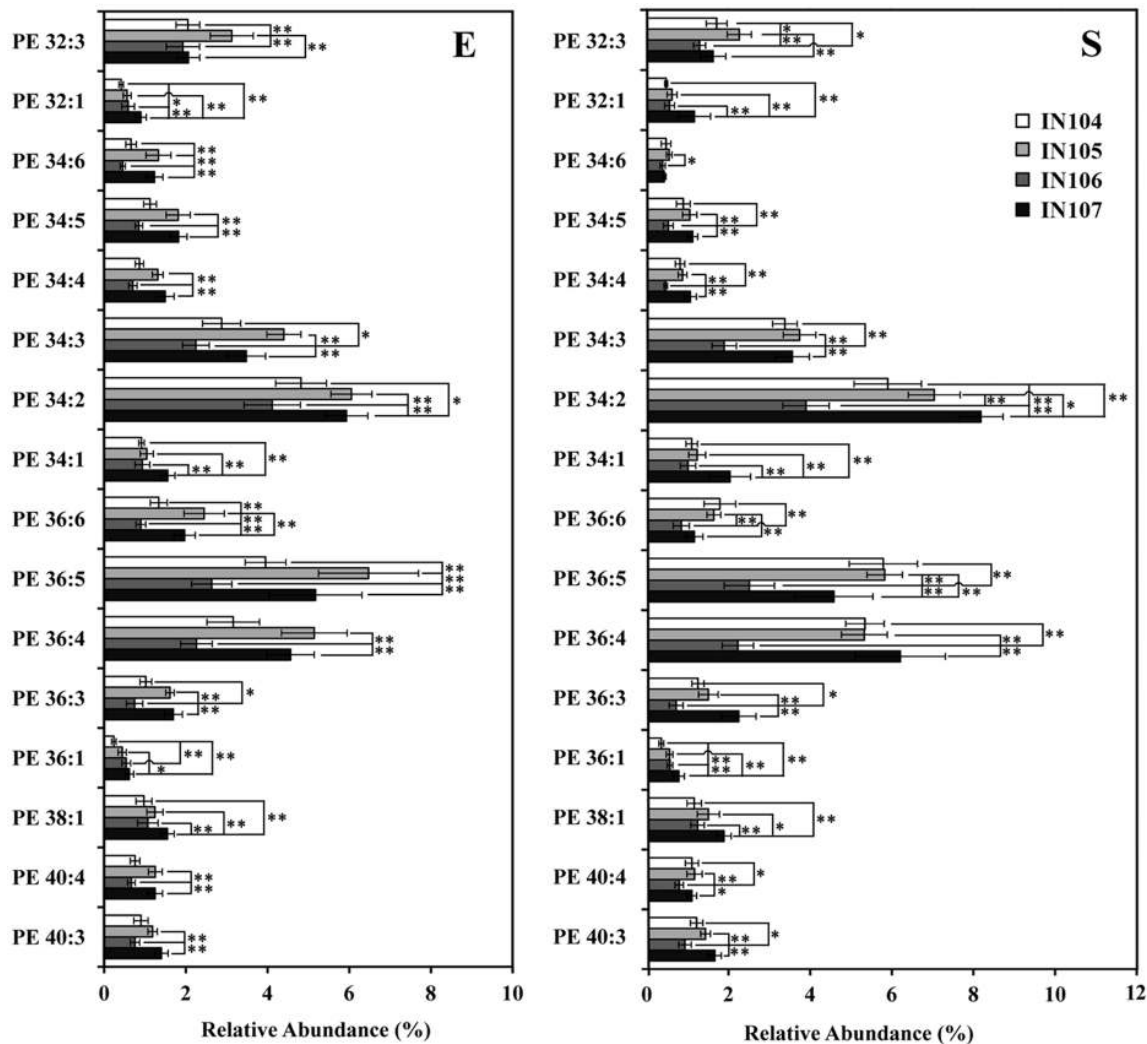 E
PE 32:3
PE 32:1
PE 34:6
PE 34:5
PE 34:4
PE 34:3
PE 34:2
PE 34:1
PE 36:6
PE 36:5
PE 36:4
PE 36:3
PE 36:1
PE 38:1
PE 40:4
PE 40:3
0 2 4 6 8 10
Relative Abundance (%)
S
IN104
IN105
IN106
IN107
PE 32:3
PE 32:1
PE 34:6
PE 34:5
PE 34:4
PE 34:3
PE 34:2
PE 34:1
PE 36:6
PE 36:5
PE 36:4
PE 36:3
PE 36:1
PE 38:1
PE 40:4
PE 40:3
0 2 4 6 8 10 12
Relative Abundance (%)